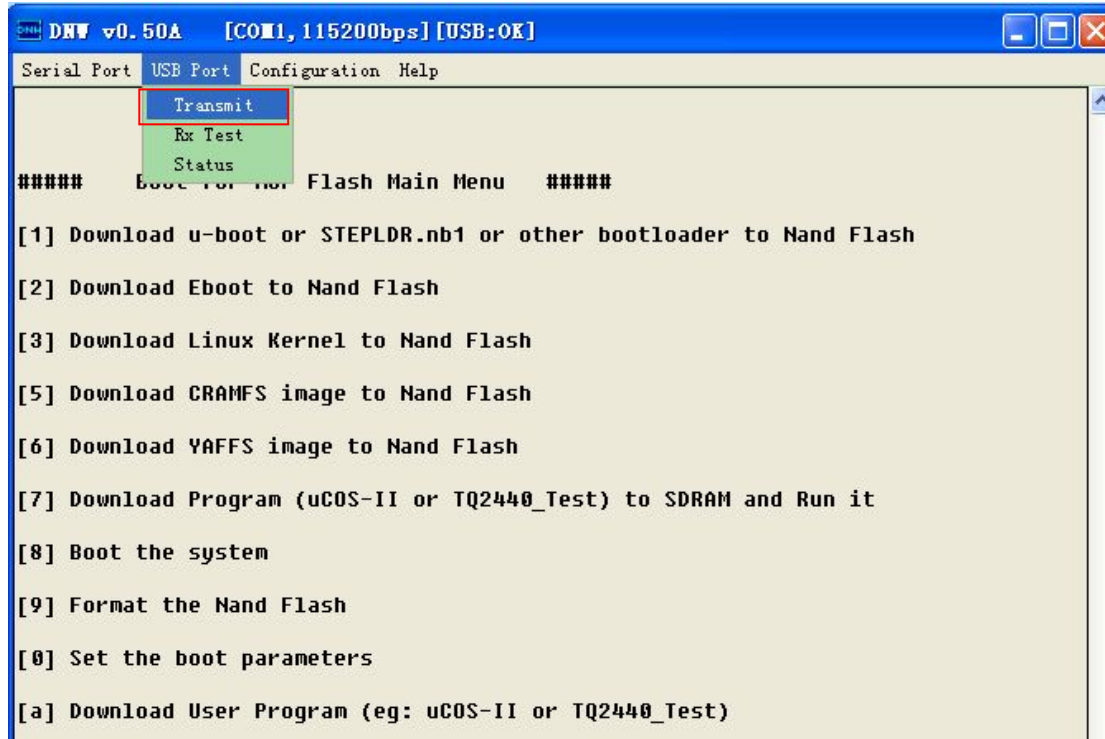 DNW v0.50A [COM1,115200bps][USB:OK]
Serial Port USB Port Configuration Help
Transmit
Rx Test
Status
##### Flash Main Menu #####
[1] Download u-boot or STEPLDR.nb1 or other bootloader to Nand Flash
[2] Download Eboot to Nand Flash
[3] Download Linux Kernel to Nand Flash
[5] Download CRAMFS image to Nand Flash
[6] Download YAFFS image to Nand Flash
[7] Download Program (uCOS-II or TQ2440_Test) to SDRAM and Run it
[8] Boot the system
[9] Format the Nand Flash
[0] Set the boot parameters
[a] Download User Program (eg: uCOS-II or TQ2440_Test)